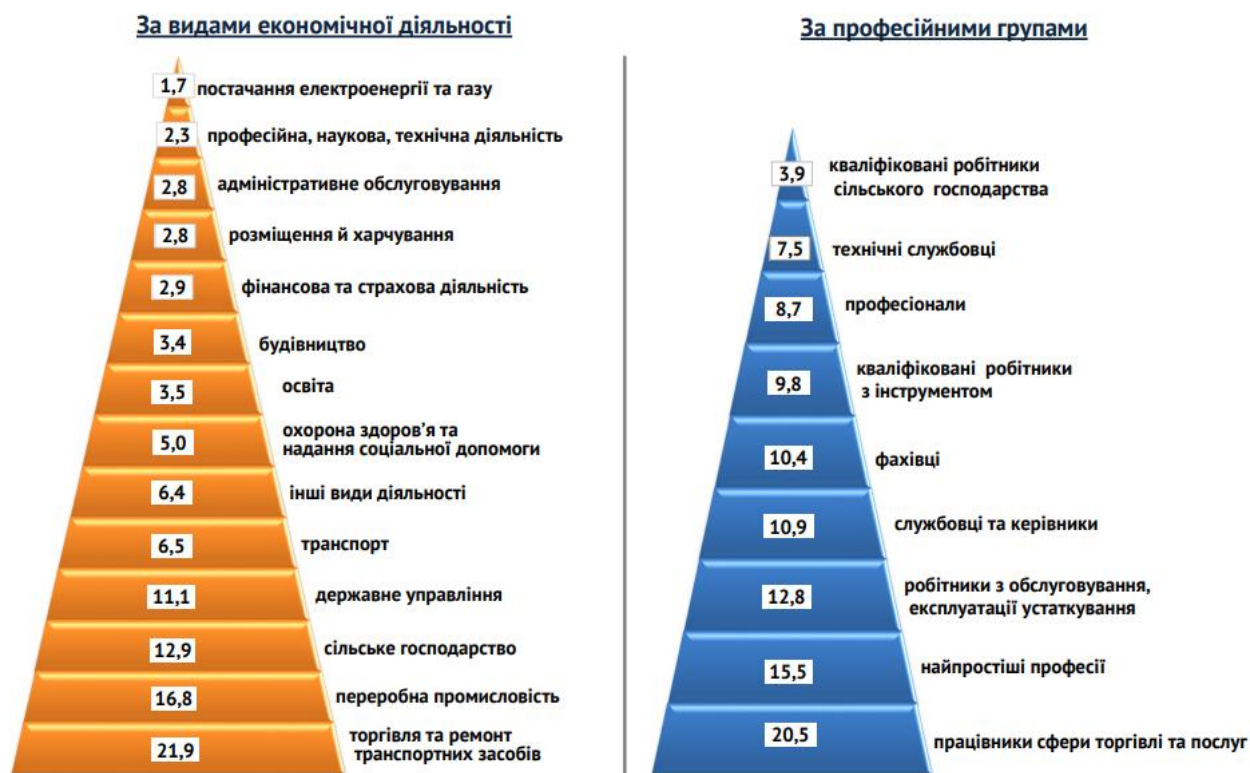 За видами економічної діяльності
1,7 постачання електроенергії та газу
2,3 професійна, наукова, технічна діяльність
2,8 адміністративне обслуговування
2,8 розміщення й харчування
2,9 фінансова та страхова діяльність
3,4 будівництво
3,5 освіта
5,0 охорона здоров’я та
надання соціальної допомоги
6,4 інші види діяльності
6,5 транспорт
11,1 державне управління
12,9 сільське господарство
16,8 переробна промисловість
21,9 торгівля та ремонт
транспортних засобів
За професійними групами
3,9 кваліфіковані робітники
сільського господарства
7,5 технічні службовці
8,7 професіонали
9,8 кваліфіковані робітники
з інструментом
10,4 фахівці
10,9 службовці та керівники
12,8 робітники з обслуговування,
експлуатації устаткування
15,5 найпростіші професії
20,5 працівники сфери торгівлі та послуг